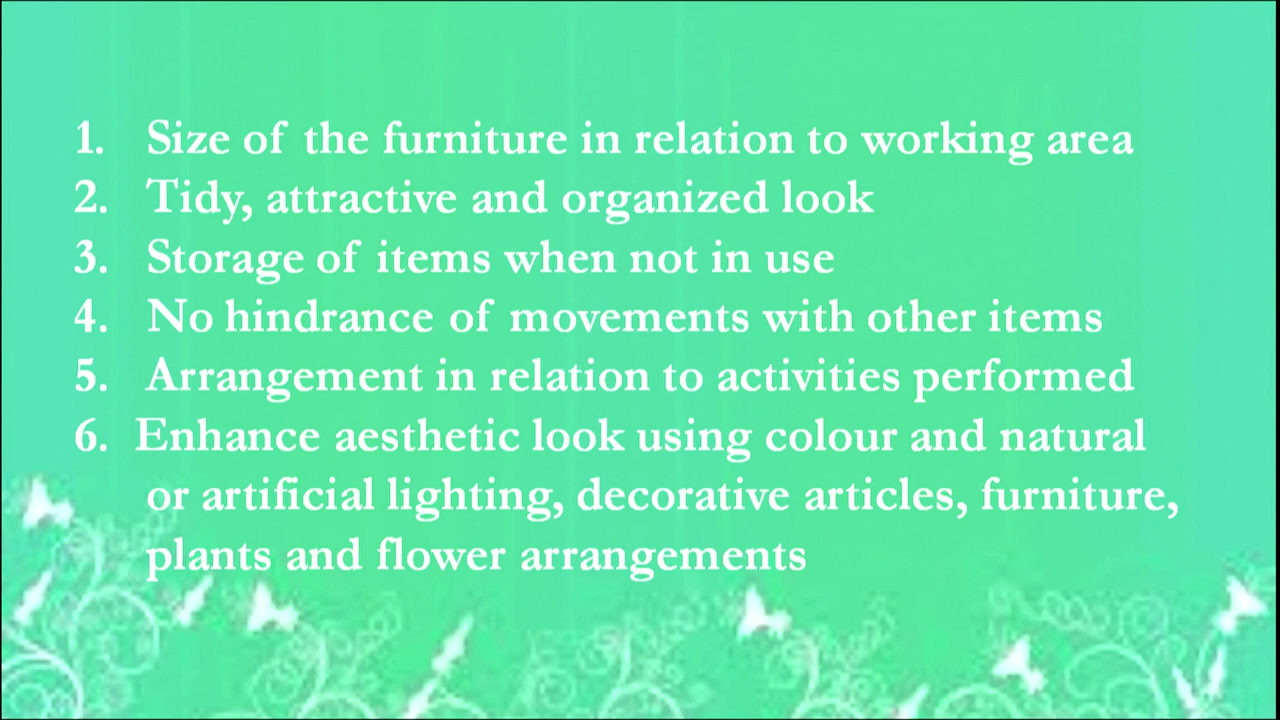 1. Size of the furniture in relation to working area
2. Tidy, attractive and organized look
3. Storage of items when not in use
4. No hindrance of movements with other items
5. Arrangement in relation to activities performed
6. Enhance aesthetic look using colour and natural
or artificial lighting, decorative articles, furniture,
plants and flower arrangements